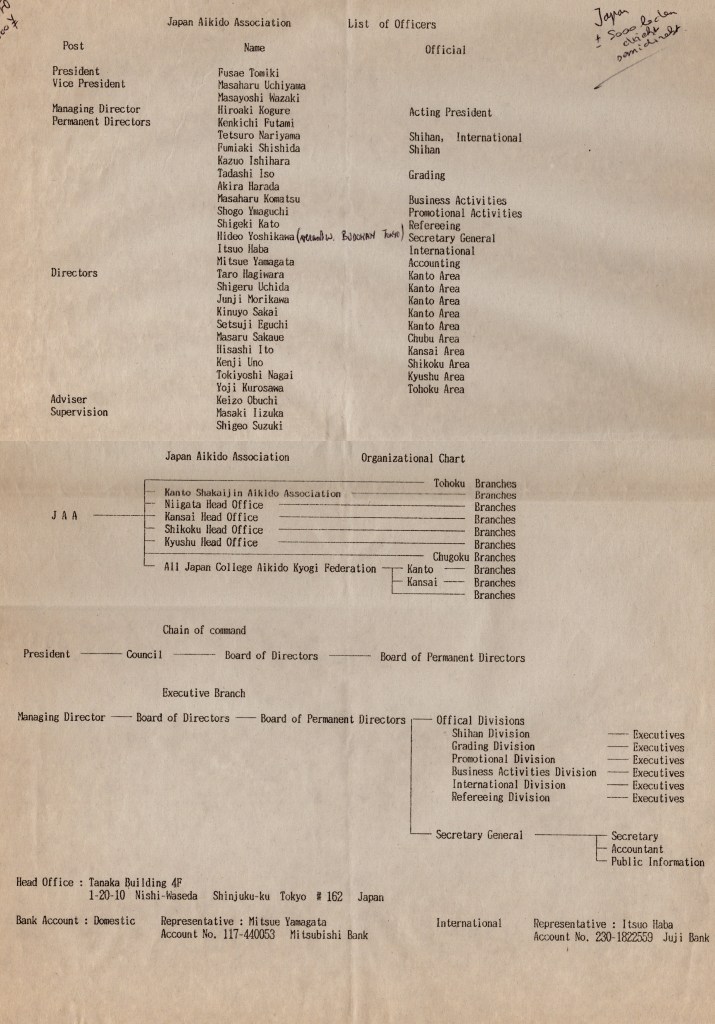 Japan Aikido Association List of Officers
Japan
± 5000 leden
Post Name Official
President Fusae Tomiki
Vice President Masaharu Uchiyama
Masayoshi Wazaki
Managing Director Hiroaki Kogure Acting President
Permanent Directors Kenkichi Futami
Tetsuro Nariyama Shihan, International
Fumiaki Shishida Shihan
Kazuo Ishihara
Tadashi Iso Grading
Akira Harada
Masaharu Komatsu Business Activities
Shogo Ymaguchi Promotional Activities
Shigeki Kato Refereeing
Hideo Yoshikawa ( BUDOKAN TOKYO) Secretary General
Itsuo Haba International
Mitsue Yamagata Accounting
Directors Taro Hagiwara Kanto Area
Shigeru Uchida Kanto Area
Junji Morikawa Kanto Area
Kinuyo Sakai Kanto Area
Setsuji Eguchi Kanto Area
Masaru Sakaue Chubu Area
Hisashi Ito Kansai Area
Kenji Uno Shikoku Area
Tokiyoshi Nagai Kyushu Area
Yoji Kurosawa Tohoku Area
Adviser Keizo Obuchi
Supervision Masaki Iizuka
Shigeo Suzuki
Japan Aikido Association Organizational Chart
Tohoku Branches
Kanto Shakaijin Aikido Association Branches
Niigata Head Office Branches
J A A Kansai Head Office Branches
Shikoku Head Office Branches
Kyushu Head Office Branches
Chugoku Branches
All Japan College Aikido Kyogi Federation Kanto Branches
Kansai Branches
Branches
Chain of command
President Council Board of Directors Board of Permanent Directors
Executive Branch
Managing Director Board of Directors Board of Permanent Directors Offical Divisions
Shihan Division Executives
Grading Division Executives
Promotional Division Executives
Business Activities Division Executives
International Division Executives
Refereeing Division Executives
Secretary General Secretary
Accountant
Public Information
Head Office : Tanaka Building 4F
1-20-10 Nishi-Waseda Shinjuku-ku Tokyo # 162 Japan
Bank Account : Domestic Representative : Mitsue Yamagata International Representative : Itsuo Haba
Account No. 117-440053 Mitsubishi Bank Account No. 230-1822559 Juji Bank